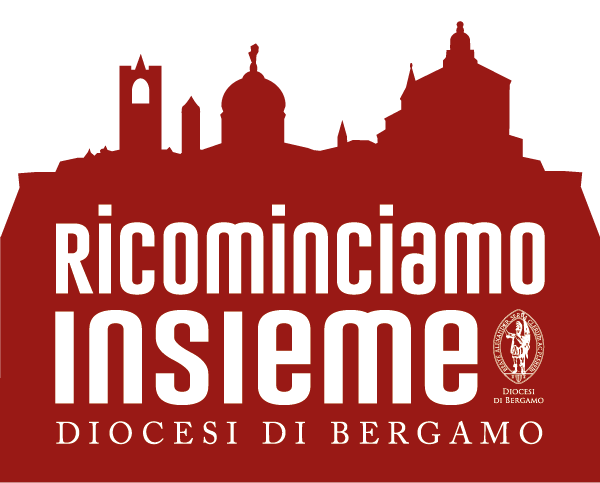 Ricominciamo
insieme
DIOCESI DI BERGAMO
Diocesi
di Bergamo